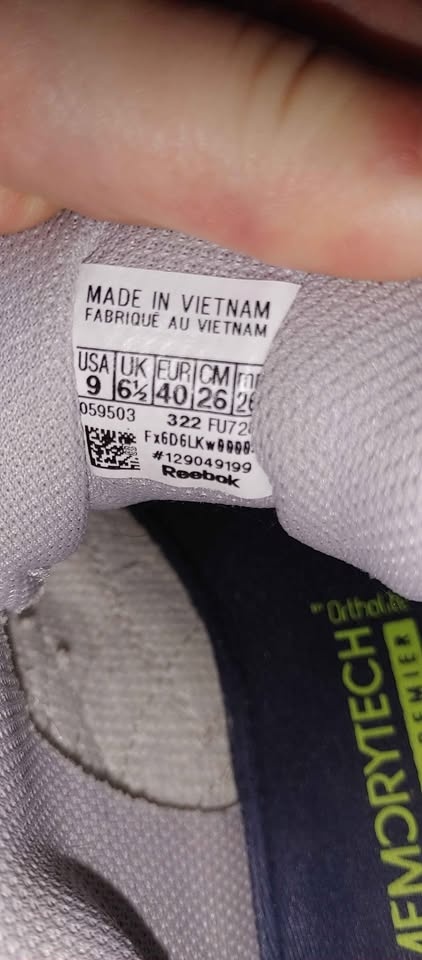 MADE IN VIETNAM
FABRIQUÉ AU VIETNAM
USA UK EUR CM
9 6½ 40 26
059503 322
#129049199
Reebok
MEMORYTECH